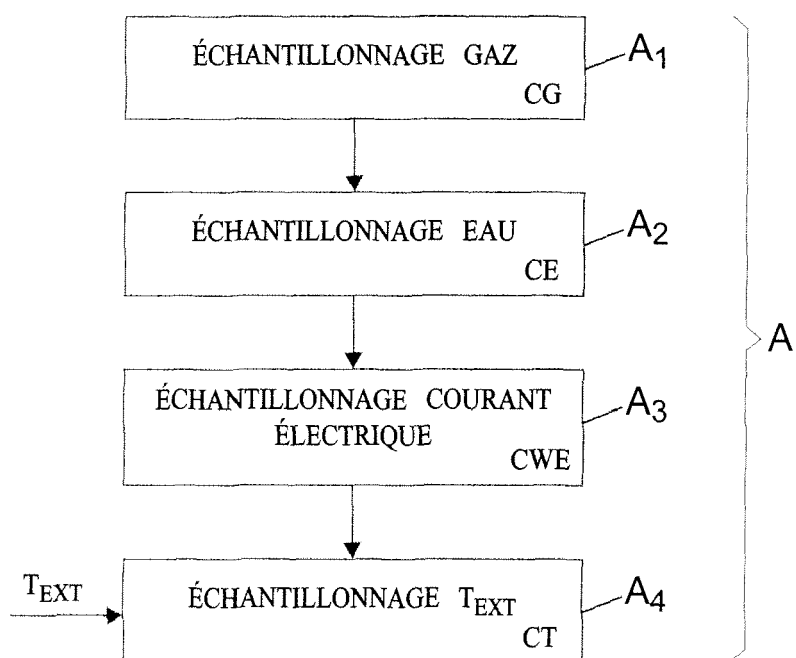 ÉCHANTILLONNAGE GAZ
CG
A1
ÉCHANTILLONNAGE EAU
CE
A2
A
ÉCHANTILLONNAGE COURANT
ÉLECTRIQUE
CWE
A3
TEXT
ÉCHANTILLONNAGE TEXT
CT
A4